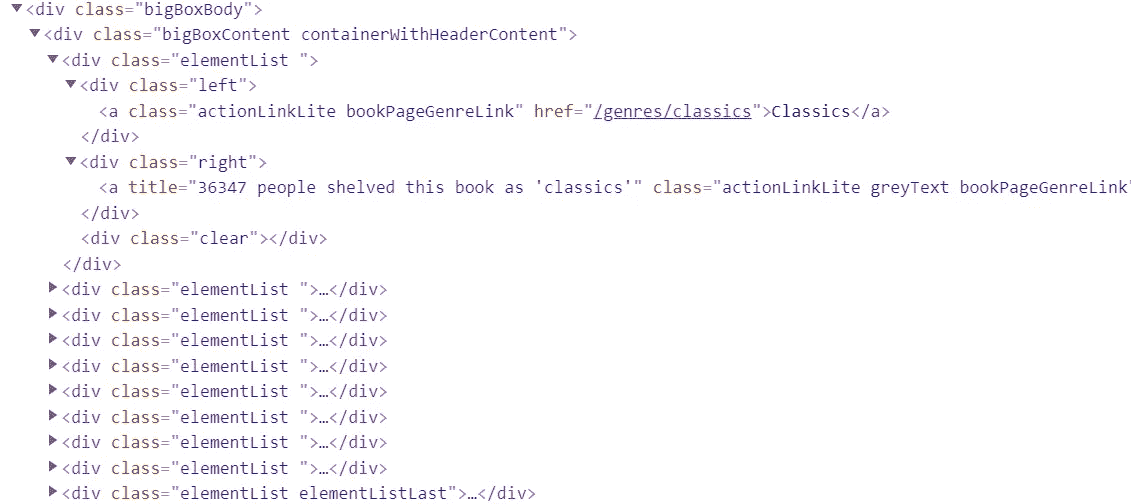 ▼<div class="bigBoxBody">
▼<div class="bigBoxContent containerWithHeaderContent">
▼<div class="elementList ">
▼<div class="left">
<a class="actionLinkLite bookPageGenreLink" href="/genres/classics">Classics</a>
</div>
▼<div class="right">
<a title="36347 people shelved this book as 'classics'" class="actionLinkLite greyText bookPageGenreLink"
</div>
<div class="clear"></div>
</div>
▶<div class="elementList ">…</div>
▶<div class="elementList ">…</div>
▶<div class="elementList ">…</div>
▶<div class="elementList ">…</div>
▶<div class="elementList ">…</div>
▶<div class="elementList ">…</div>
▶<div class="elementList ">…</div>
▶<div class="elementList ">…</div>
▶<div class="elementList elementListLast">…</div>